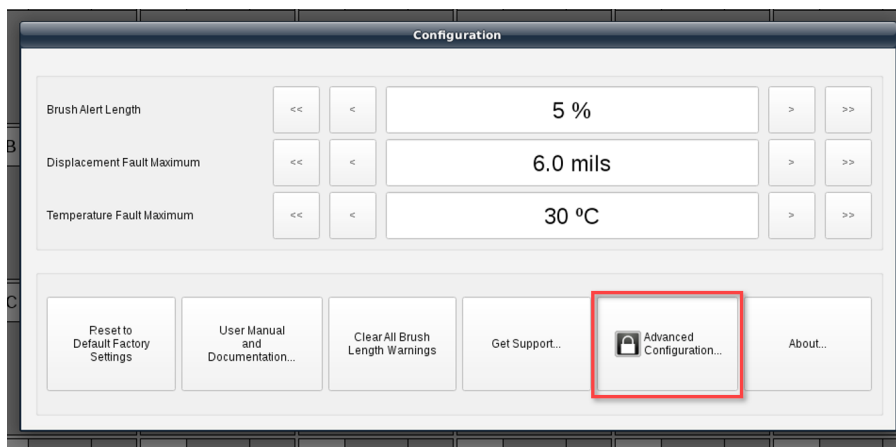 Configuration
Brush Alert Length << < 5 % > >>
B
Displacement Fault Maximum << < 6.0 mils > >>
Temperature Fault Maximum << < 30 ºC > >>
C
Reset to
Default Factory
Settings
User Manual
and
Documentation...
Clear All Brush
Length Warnings
Get Support...
Advanced
Configuration...
About...